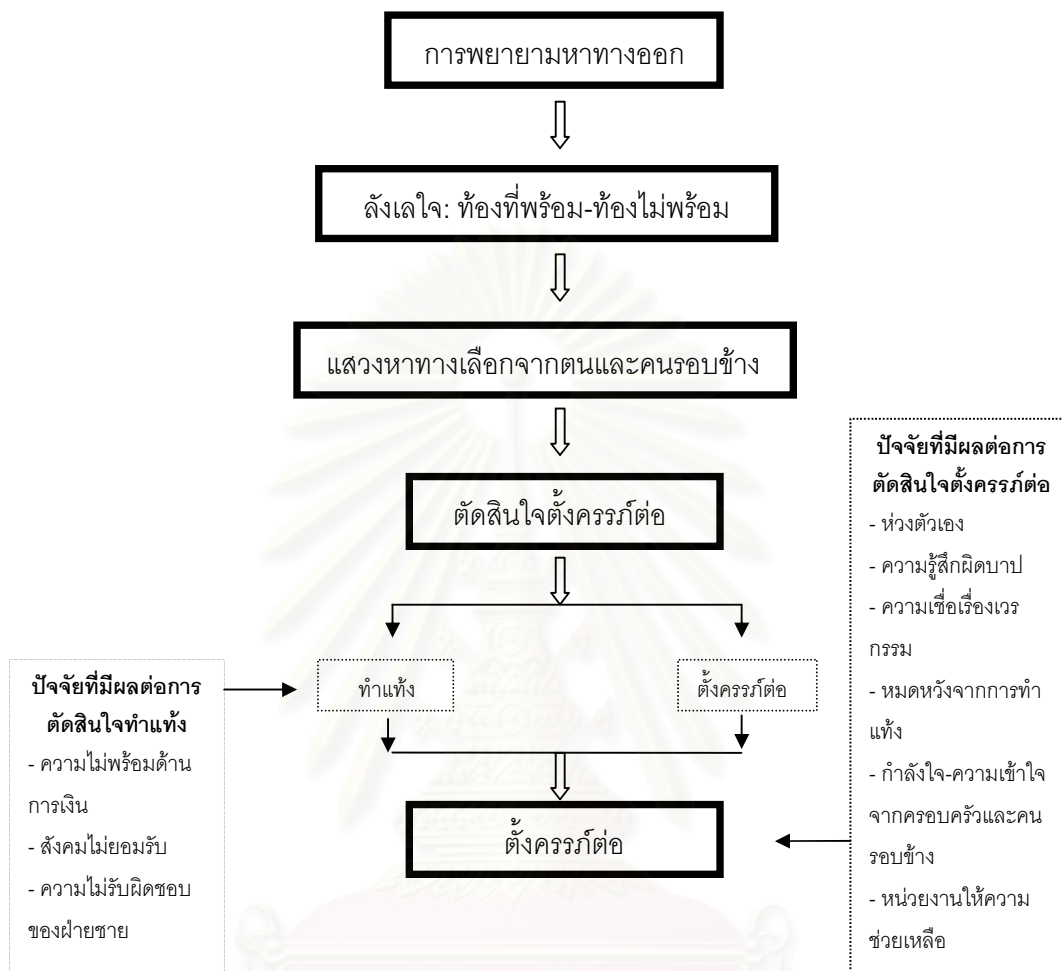 การพยายามหาทางออก
ลังเลใจ: ท้องที่พร้อม-ท้องไม่พร้อม
แสวงหาทางเลือกจากตนและคนรอบข้าง
ตัดสินใจตั้งครรภ์ต่อ
ทำแท้ง
ตั้งครรภ์ต่อ
ตั้งครรภ์ต่อ
ปัจจัยที่มีผลต่อการ
ตัดสินใจทำแท้ง
- ความไม่พร้อมด้าน
การเงิน
- สังคมไม่ยอมรับ
- ความไม่รับผิดชอบ
ของฝ่ายชาย
ปัจจัยที่มีผลต่อการ
ตัดสินใจตั้งครรภ์ต่อ
- ห่วงตัวเอง
- ความรู้สึกผิดบาป
- ความเชื่อเรื่องเวร
กรรม
- หมดหวังจากการทำ
แท้ง
- กำลังใจ-ความเข้าใจ
จากครอบครัวและคน
รอบข้าง
- หน่วยงานให้ความ
ช่วยเหลือ